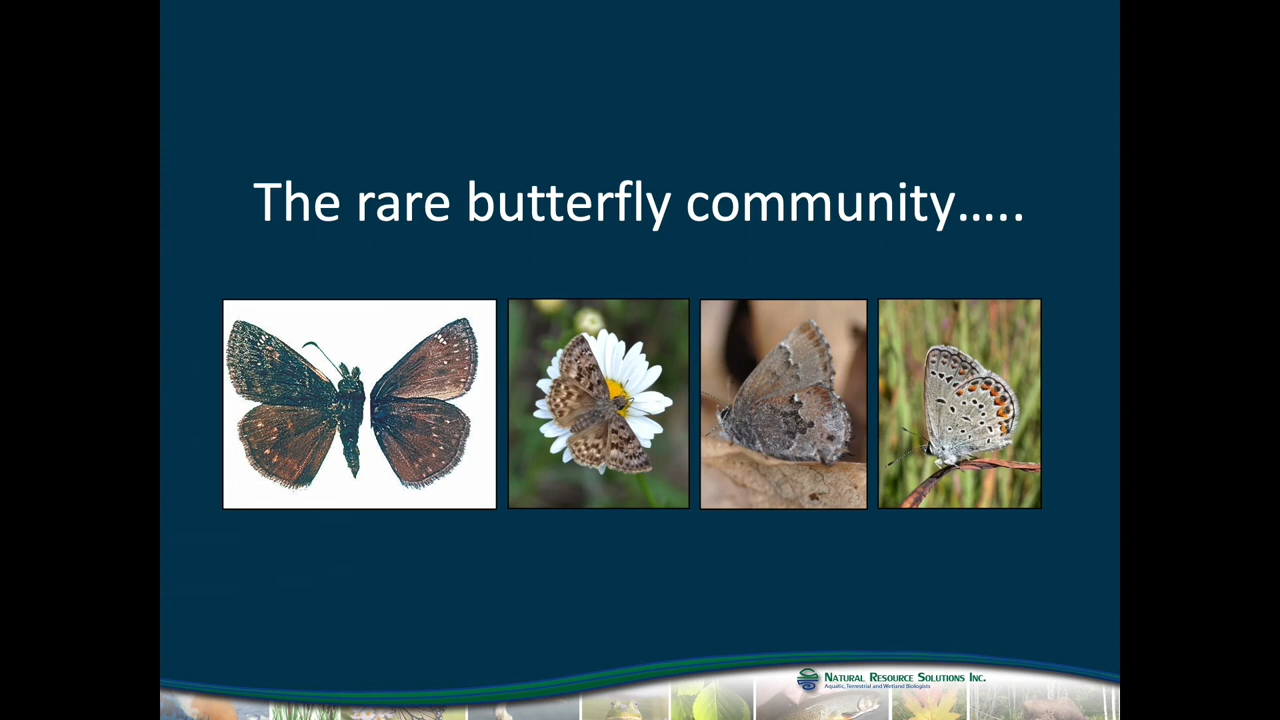 The rare butterfly community…..
NATURAL RESOURCE SOLUTIONS INC.
Aquatic, Terrestrial and Wetland Biologists